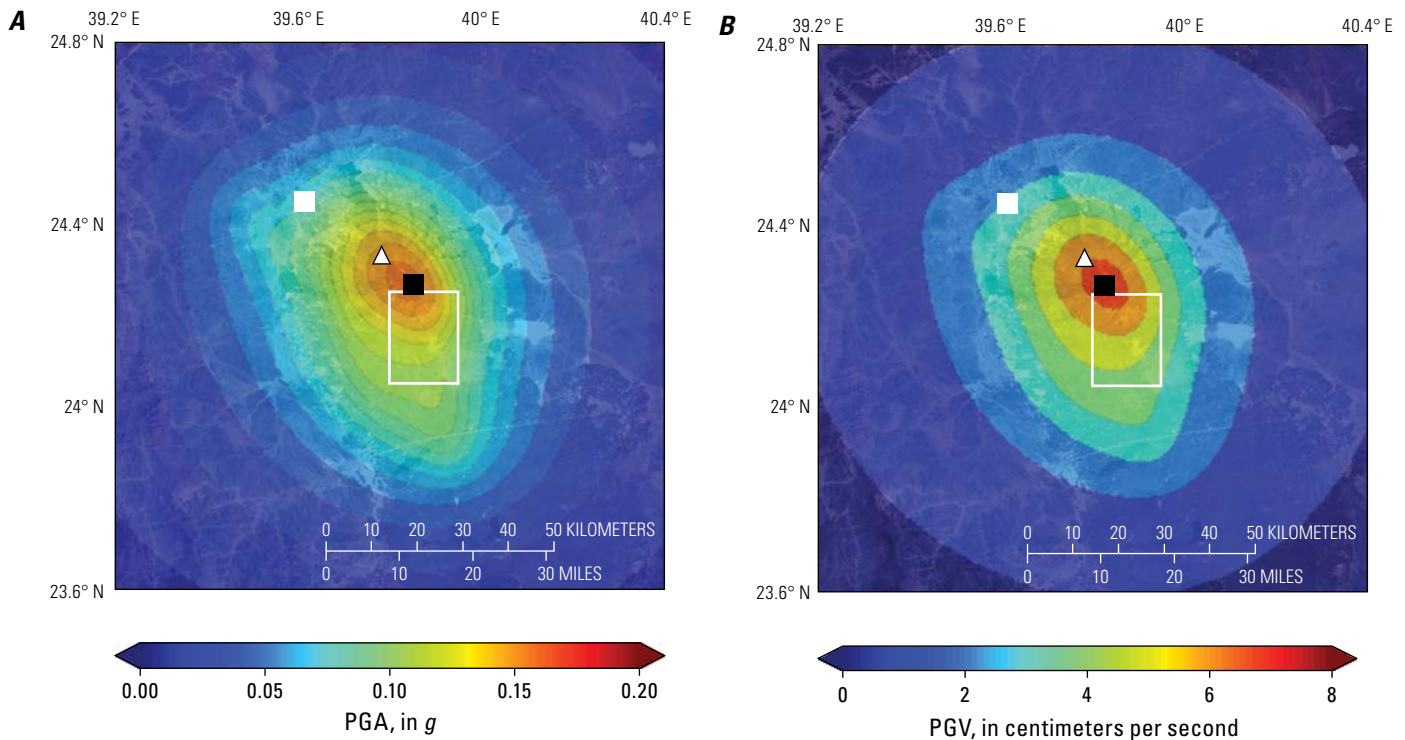 A
39.2° E 39.6° E 40° E 40.4° E
24.8° N
24.4° N
24° N
23.6° N
0 10 20 30 40 50 KILOMETERS
0 10 20 30 MILES
0.00 0.05 0.10 0.15 0.20
PGA, in g
B
39.2° E 39.6° E 40° E 40.4° E
24.8° N
24.4° N
24° N
23.6° N
0 10 20 30 40 50 KILOMETERS
0 10 20 30 MILES
0 2 4 6 8
PGV, in centimeters per second